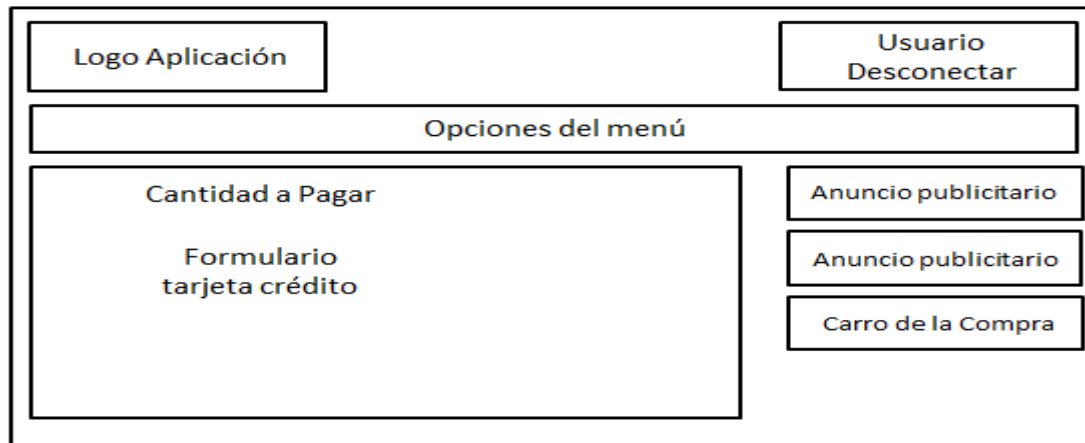 Logo Aplicación
Usuario
Desconectar
Opciones del menú
Cantidad a Pagar
Formulario
tarjeta crédito
Anuncio publicitario
Anuncio publicitario
Carro de la Compra